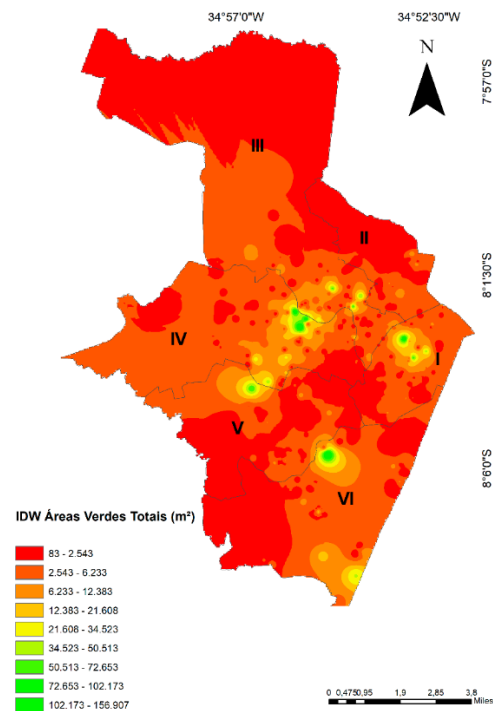 34°57'0"W
34°52'30"W
N
7°57'0"S
III
II
8°1'30"S
IV
I
V
8°6'0"S
VI
IDW Áreas Verdes Totais (m²)
83 - 2.543
2.543 - 6.233
6.233 - 12.383
12.383 - 21.608
21.608 - 34.523
34.523 - 50.513
50.513 - 72.653
72.653 - 102.173
102.173 - 156.907
0 0,475 0,95 1,9 2,85 3,8
Miles